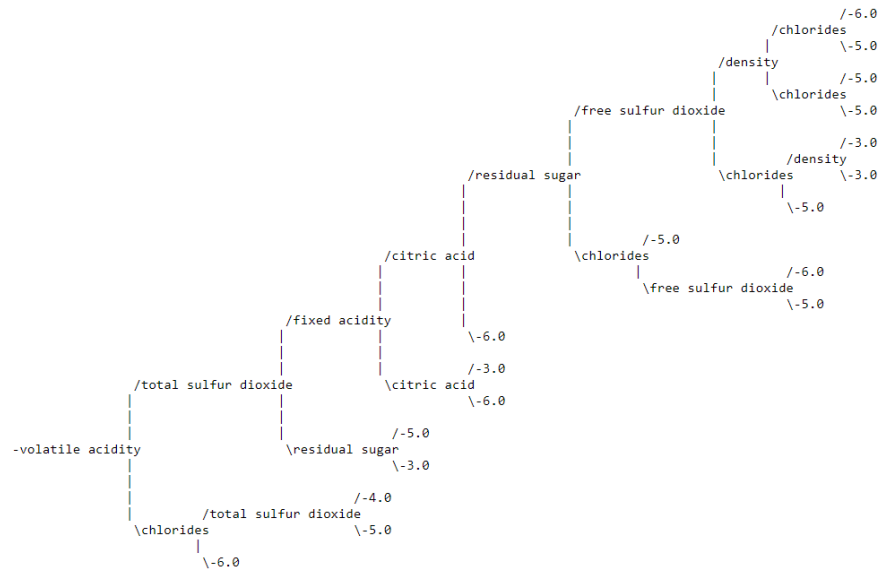 /-6.0
/chlorides
| \-5.0
/density
| | /-5.0
| \chlorides
/free sulfur dioxide \-5.0
| |
| | /-3.0
| | /density
/residual sugar \chlorides \-3.0
| | |
| | \-5.0
| |
| | /-5.0
/citric acid \chlorides
| | | /-6.0
| | \free sulfur dioxide
| | \-5.0
/fixed acidity |
| | \-6.0
| |
| | /-3.0
/total sulfur dioxide \citric acid
| | \-6.0
| |
| | /-5.0
-volatile acidity \residual sugar
| \-3.0
|
| /-4.0
| /total sulfur dioxide
\chlorides \-5.0
|
\-6.0